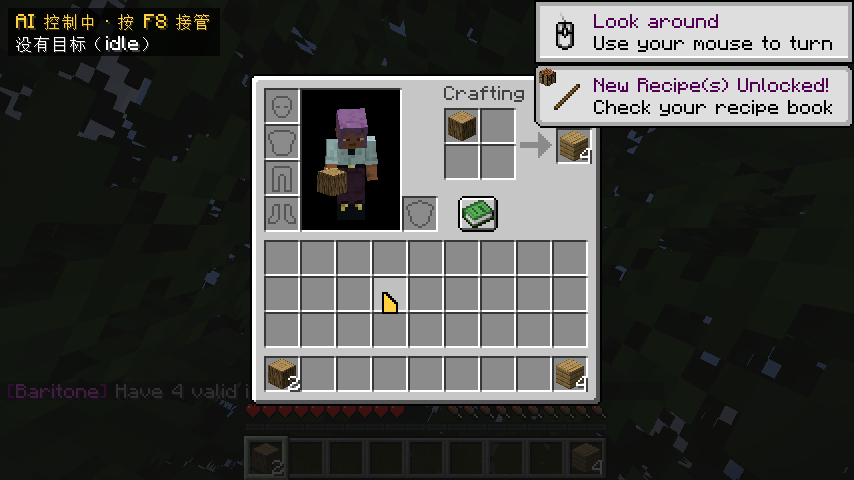 AI 控制中 · 按 F8 接管
没有目标（idle）
Look around
Use your mouse to turn
New Recipe(s) Unlocked!
Check your recipe book
Crafting
4
2
4
[Baritone] Have 4 valid i
2
4